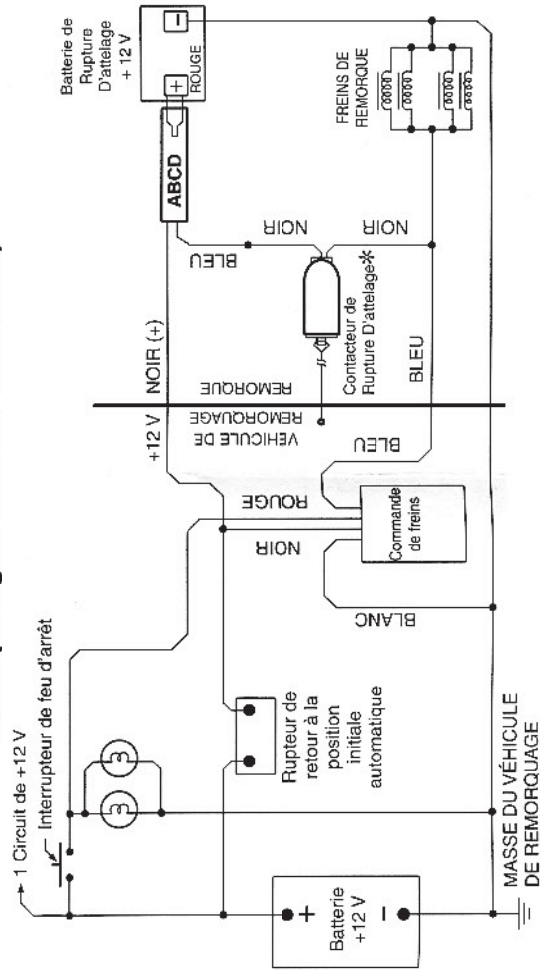 1 Circuit de +12 V
Interrupteur de feu d'arrêt
Batterie
+12 V
+
−
MASSE DU VÉHICULE
DE REMORQUAGE
Rupteur de
retour à la
position
initiale
automatique
BLANC
NOIR
ROUGE
Commande
de freins
BLEU
VÉHICULE DE
REMORQUAGE
REMORQUE
+12 V
NOIR (+)
BLEU
NOIR
NOIR
Contacteur de
Rupture D'attelage*
BLEU
ABCD
Batterie de
Rupture
D'attelage
+ 12 V
+
−
ROUGE
FREINS DE
REMORQUE